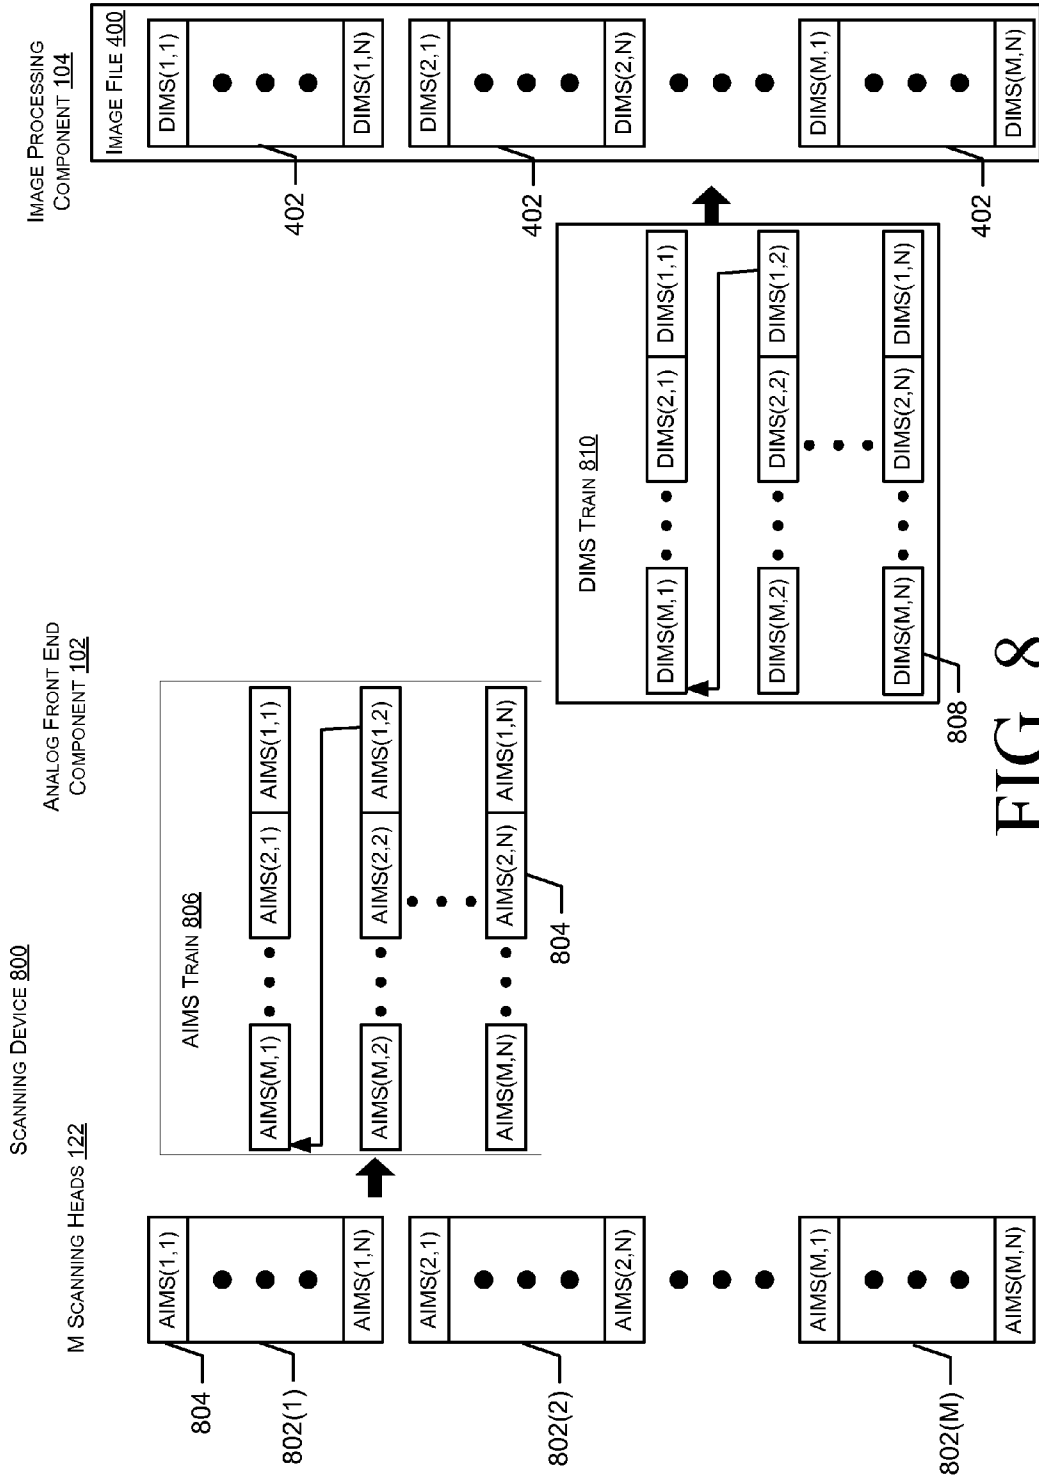 SCANNING DEVICE 800
M SCANNING HEADS 122
AIMS(1,1)
AIMS(1,N)
804
802(1)
AIMS(2,1)
AIMS(2,N)
802(2)
AIMS(M,1)
AIMS(M,N)
802(M)
ANALOG FRONT END
COMPONENT 102
AIMS TRAIN 806
AIMS(M,1) AIMS(2,1) AIMS(1,1)
AIMS(M,2) AIMS(2,2) AIMS(1,2)
AIMS(M,N) AIMS(2,N) AIMS(1,N)
804
DIMS TRAIN 810
DIMS(M,1) DIMS(2,1) DIMS(1,1)
DIMS(M,2) DIMS(2,2) DIMS(1,2)
DIMS(M,N) DIMS(2,N) DIMS(1,N)
808
IMAGE PROCESSING
COMPONENT 104
IMAGE FILE 400
DIMS(1,1)
DIMS(1,N)
402
DIMS(2,1)
DIMS(2,N)
402
DIMS(M,1)
DIMS(M,N)
402
FIG 8